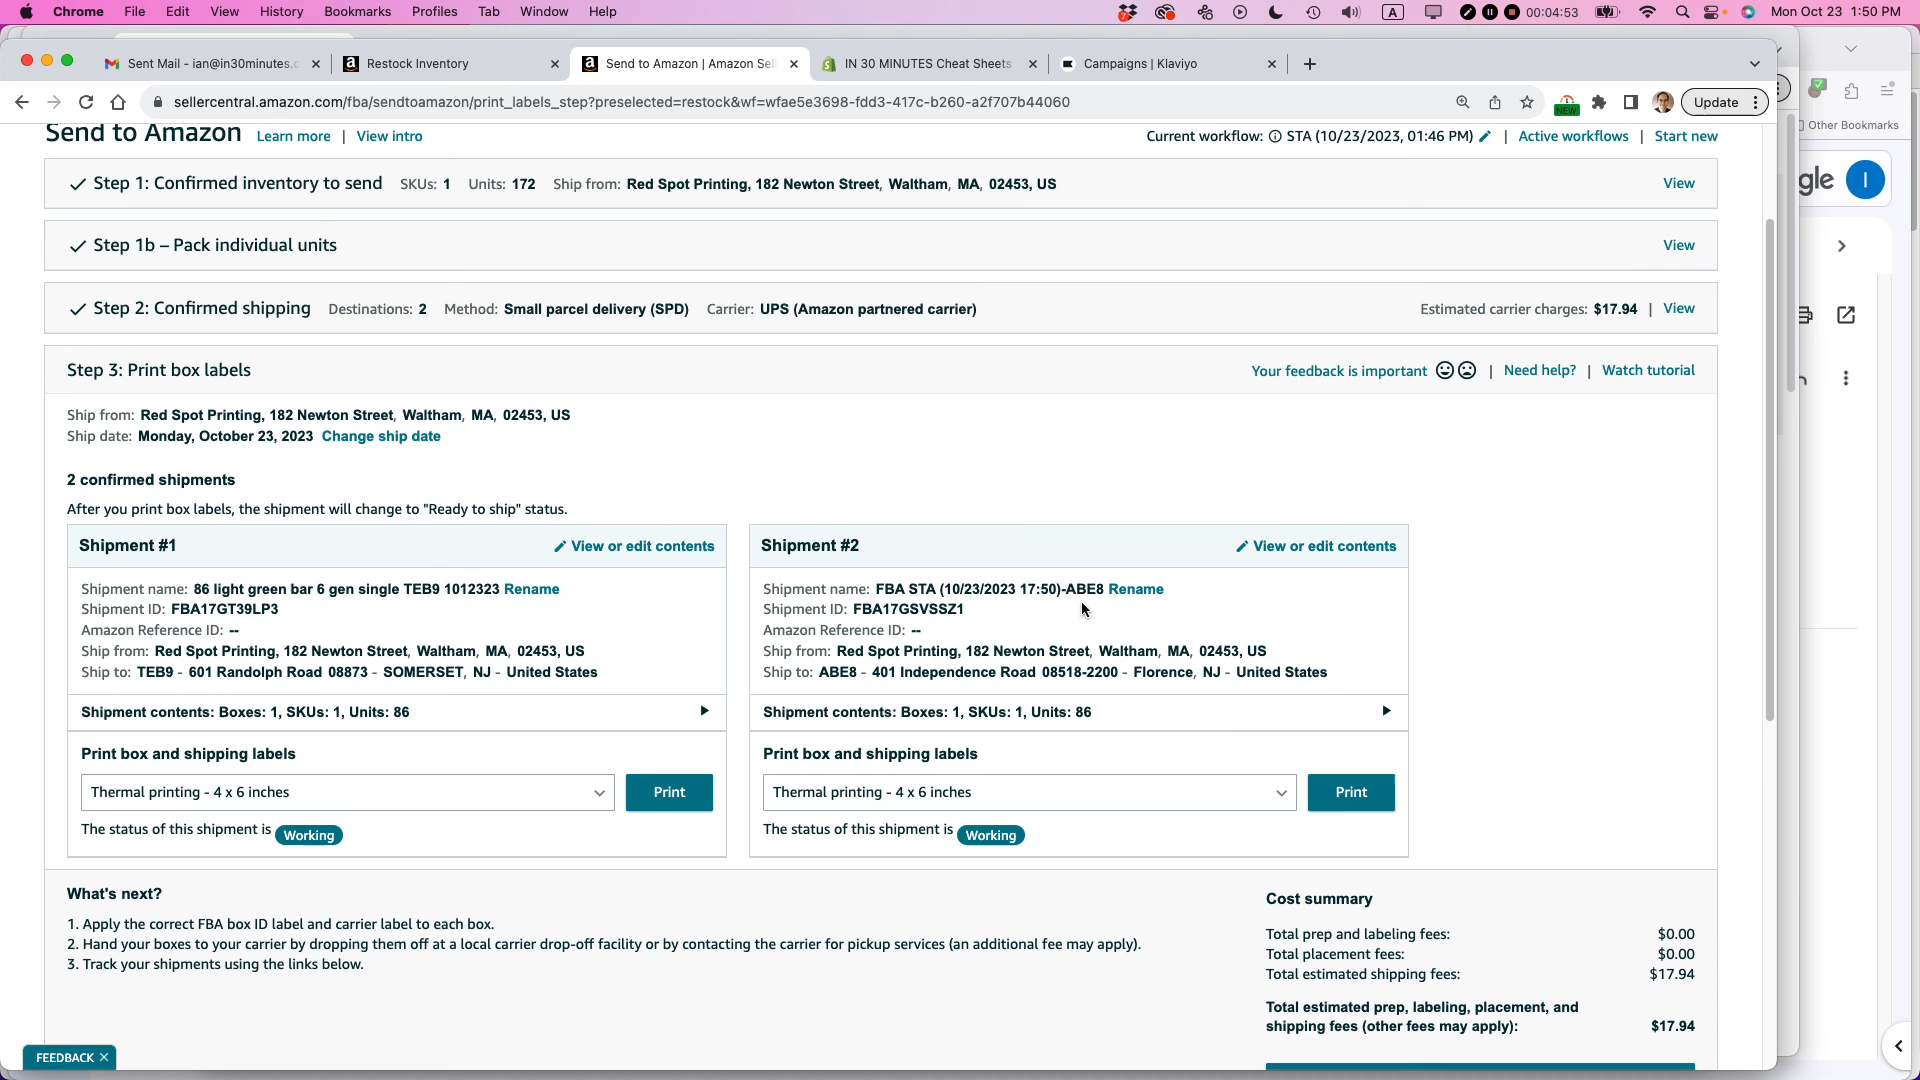 Chrome File Edit View History Bookmarks Profiles Tab Window Help 7 A 00:04:53 Mon Oct 23 1:50 PM
Sent Mail - ian@in30minutes.c Restock Inventory Send to Amazon | Amazon Sel IN 30 MINUTES Cheat Sheets Campaigns | Klaviyo
sellercentral.amazon.com/fba/sendtoamazon/print_labels_step?preselected=restock&wf=wfae5e3698-fdd3-417c-b260-a2f707b44060 NEW Update
Other Bookmarks
Send to Amazon Learn more | View intro Current workflow: STA (10/23/2023, 01:46 PM) | Active workflows | Start new
gle I
Step 1: Confirmed inventory to send SKUs: 1 Units: 172 Ship from: Red Spot Printing, 182 Newton Street, Waltham, MA, 02453, US View
Step 1b – Pack individual units View
Step 2: Confirmed shipping Destinations: 2 Method: Small parcel delivery (SPD) Carrier: UPS (Amazon partnered carrier) Estimated carrier charges: $17.94 | View
Step 3: Print box labels Your feedback is important | Need help? | Watch tutorial
Ship from: Red Spot Printing, 182 Newton Street, Waltham, MA, 02453, US
Ship date: Monday, October 23, 2023 Change ship date
2 confirmed shipments
After you print box labels, the shipment will change to "Ready to ship" status.
Shipment #1 View or edit contents
Shipment name: 86 light green bar 6 gen single TEB9 1012323 Rename
Shipment ID: FBA17GT39LP3
Amazon Reference ID: --
Ship from: Red Spot Printing, 182 Newton Street, Waltham, MA, 02453, US
Ship to: TEB9 - 601 Randolph Road 08873 - SOMERSET, NJ - United States
Shipment contents: Boxes: 1, SKUs: 1, Units: 86
Print box and shipping labels
Thermal printing - 4 x 6 inches Print
The status of this shipment is Working
Shipment #2 View or edit contents
Shipment name: FBA STA (10/23/2023 17:50)-ABE8 Rename
Shipment ID: FBA17GSVSSZ1
Amazon Reference ID: --
Ship from: Red Spot Printing, 182 Newton Street, Waltham, MA, 02453, US
Ship to: ABE8 - 401 Independence Road 08518-2200 - Florence, NJ - United States
Shipment contents: Boxes: 1, SKUs: 1, Units: 86
Print box and shipping labels
Thermal printing - 4 x 6 inches Print
The status of this shipment is Working
What's next?
1. Apply the correct FBA box ID label and carrier label to each box.
2. Hand your boxes to your carrier by dropping them off at a local carrier drop-off facility or by contacting the carrier for pickup services (an additional fee may apply).
3. Track your shipments using the links below.
Cost summary
Total prep and labeling fees: $0.00
Total placement fees: $0.00
Total estimated shipping fees: $17.94
Total estimated prep, labeling, placement, and
shipping fees (other fees may apply): $17.94
FEEDBACK